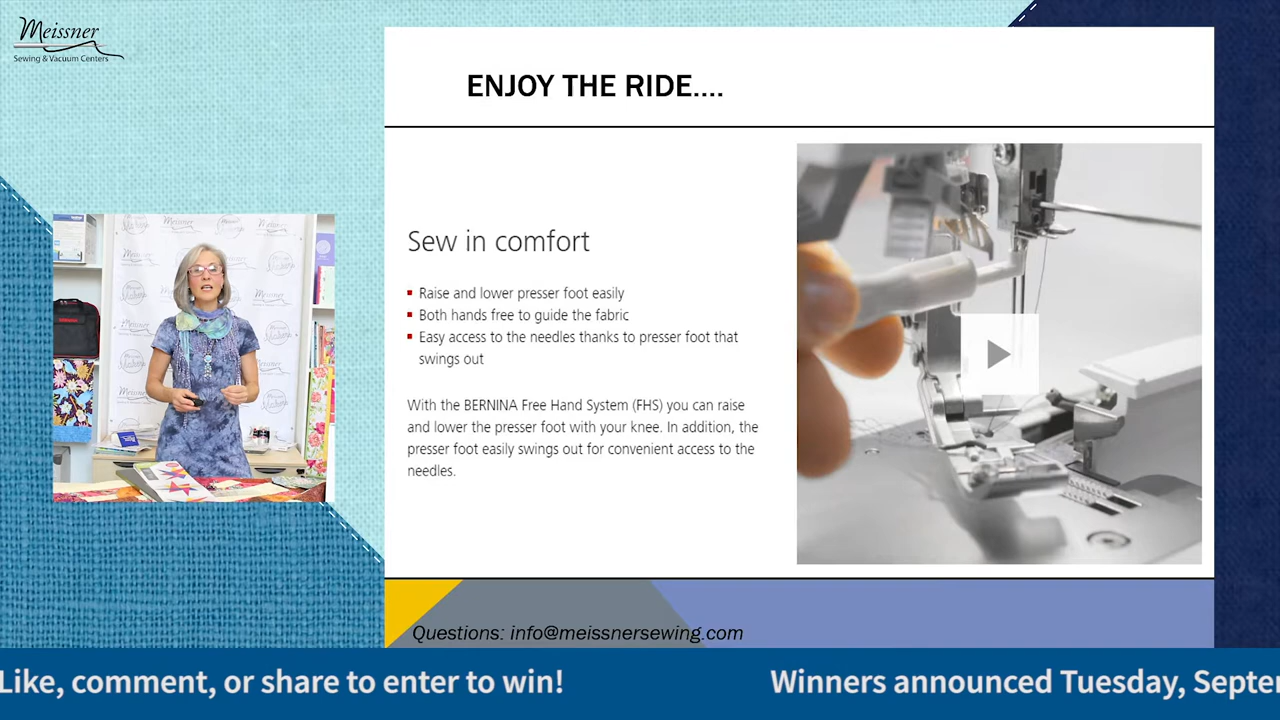 Meissner
Sewing & Vacuum Centers
ENJOY THE RIDE....
Sew in comfort
Raise and lower presser foot easily
Both hands free to guide the fabric
Easy access to the needles thanks to presser foot that
swings out
With the BERNINA Free Hand System (FHS) you can raise
and lower the presser foot with your knee. In addition, the
presser foot easily swings out for convenient access to the
needles.
Questions: info@meissnersewing.com
Like, comment, or share to enter to win!
Winners announced Tuesday, Septe